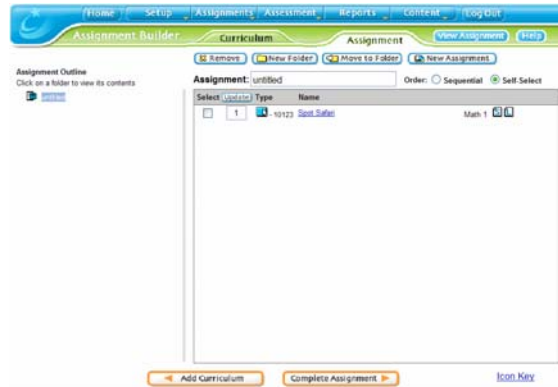 Home Setup Assignments Assessment Reports Content Log Out
Assignment Builder Curriculum Assignment View Assignment Help
Remove New Folder Move to Folder New Assignment
Assignment Outline
Click on a folder to view its contents
untitled
Assignment: untitled Order: Sequential Self-Select
Select Update Type Name
1 - 10123 Spot Safari Math 1
Add Curriculum Complete Assignment Icon Key